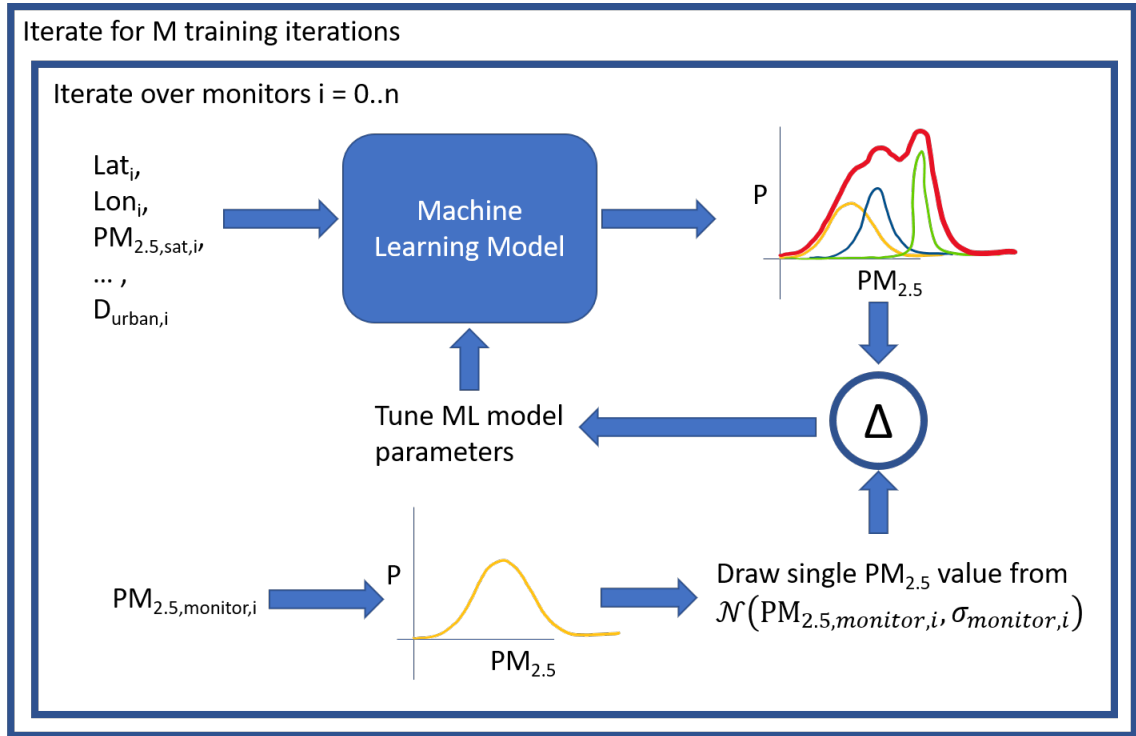 Iterate for M training iterations
Iterate over monitors i = 0..n
Lat_i,
Lon_i,
PM_2.5,sat,i,
... ,
D_urban,i
Machine
Learning Model
P
PM_2.5
Δ
Tune ML model
parameters
PM_2.5,monitor,i
P
PM_2.5
Draw single PM_2.5 value from
𝒩(PM_2.5,monitor,i, σ_monitor,i)